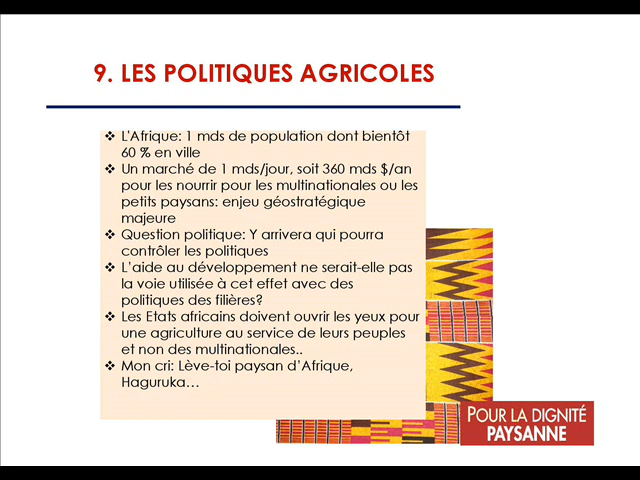 9. LES POLITIQUES AGRICOLES
❖ L'Afrique: 1 mds de population dont bientôt
60 % en ville
❖ Un marché de 1 mds/jour, soit 360 mds $/an
pour les nourrir pour les multinationales ou les
petits paysans: enjeu géostratégique
majeure
❖ Question politique: Y arrivera qui pourra
contrôler les politiques
❖ L'aide au développement ne serait-elle pas
la voie utilisée à cet effet avec des
politiques des filières?
❖ Les Etats africains doivent ouvrir les yeux pour
une agriculture au service de leurs peuples
et non des multinationales..
❖ Mon cri: Lève-toi paysan d'Afrique,
Haguruka...
POUR LA DIGNITÉ
PAYSANNE